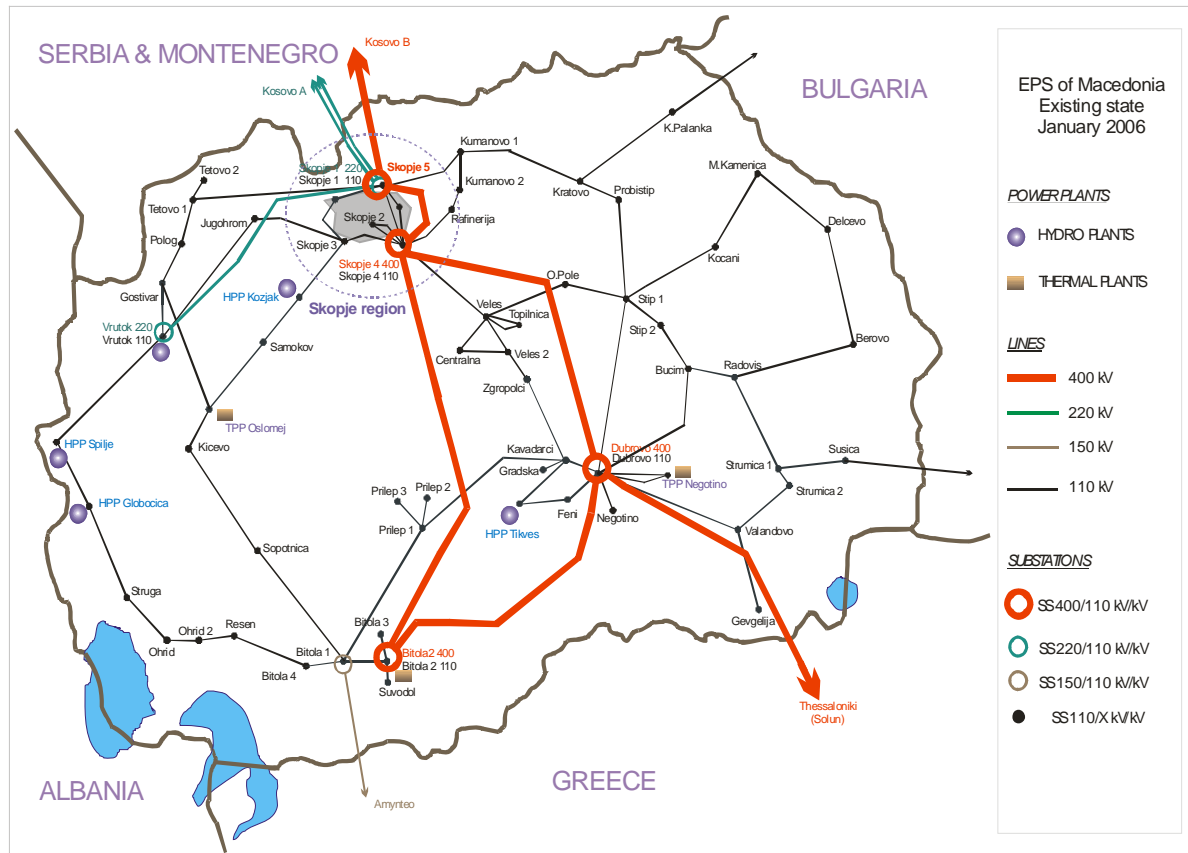 SERBIA & MONTENEGRO
Kosovo B
Kosovo A
BULGARIA
K.Palanka
Kumanovo 1
M.Kamenica
Tetovo 2
Skopje 1 220
Skopje 1 110
Skopje 5
Kumanovo 2
Kratovo
Probistip
Tetovo 1
Jugohrom
Skopje 2
Rafinerija
Delcevo
Polog
Skopje 3
Kocani
Skopje 4 400
Skopje 4 110
O.Pole
Gostivar
HPP Kozjak
Skopje region
Veles
Topilnica
Stip 1
Vrutok 220
Vrutok 110
Stip 2
Samokov
Centralna
Veles 2
Berovo
Bucim
Radovis
Zgropolci
TPP Oslomej
HPP Spilje
Kicevo
Kavadarci
Dubrovo 400
Dubrovo 110
Gradska
Susica
Strumica 1
TPP Negotino
Prilep 3
Prilep 2
Strumica 2
HPP Globocica
Feni
Negotino
Prilep 1
HPP Tikves
Valandovo
Sopotnica
Struga
Gevgelija
Bitola 3
Ohrid 2
Resen
Ohrid
Bitola 1
Bitola2 400
Bitola 2 110
Bitola 4
Suvodol
Thessaloniki
(Solun)
ALBANIA
GREECE
Amynteo
EPS of Macedonia
Existing state
January 2006
POWER PLANTS
HYDRO PLANTS
THERMAL PLANTS
LINES
400 kV
220 kV
150 kV
110 kV
SUBSTATIONS
SS400/110 kV/kV
SS220/110 kV/kV
SS150/110 kV/kV
SS110/X kV/kV